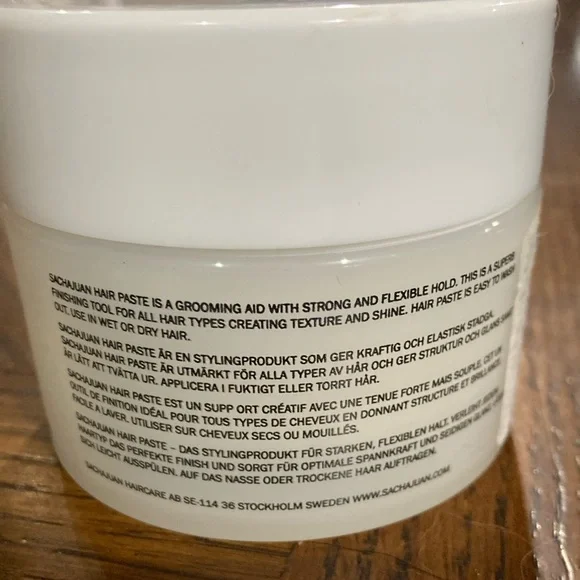 SACHAJUAN HAIR PASTE IS A GROOMING AID WITH STRONG AND FLEXIBLE HOLD. THIS IS A SUPERB
FINISHING TOOL FOR ALL HAIR TYPES CREATING TEXTURE AND SHINE. HAIR PASTE IS EASY TO WASH
OUT. USE IN WET OR DRY HAIR.
SACHAJUAN HAIR PASTE ÄR EN STYLINGPRODUKT SOM GER KRAFTIG OCH ELASTISK STADGA.
SACHAJUAN HAIR PASTE ÄR UTMÄRKT FÖR ALLA TYPER AV HÅR OCH GER STRUKTUR OCH GLANS SAMT
ÄR LÄTT ATT TVÄTTA UR. APPLICERA I FUKTIGT ELLER TORRT HÅR.
SACHAJUAN HAIR PASTE EST UN SUPP ORT CRÉATIF AVEC UNE TENUE FORTE MAIS SOUPLE. CET UN
OUTIL DE FINITION IDÉAL POUR TOUS TYPES DE CHEVEUX EN DONNANT STRUCTURE ET BRILLANCE.
FACILE A LAVER. UTILISER SUR CHEVEUX SECS OU MOUILLÉS.
SACHAJUAN HAIR PASTE – DAS STYLINGPRODUKT FÜR STARKEN, FLEXIBLEN HALT. VERLEIHT JEDEM
HAARTYP DAS PERFEKTE FINISH UND SORGT FÜR OPTIMALE SPANNKRAFT UND SEIDIGEN GLANZ.
SICH LEICHT AUSSPÜLEN. AUF DAS NASSE ODER TROCKENE HAAR AUFTRAGEN.
SACHAJUAN HAIRCARE AB SE-114 36 STOCKHOLM SWEDEN WWW.SACHAJUAN.COM